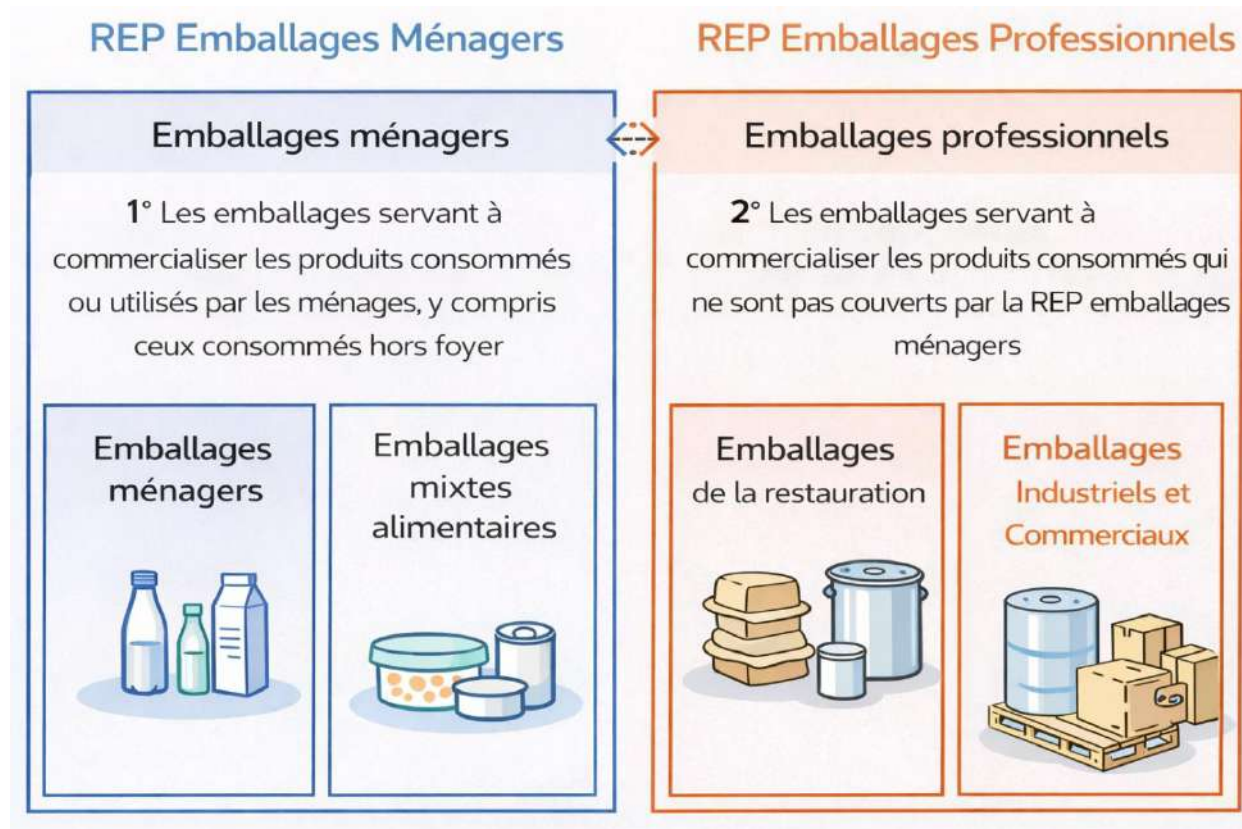 REP Emballages Ménagers
Emballages ménagers
1° Les emballages servant à
commercialiser les produits consommés
ou utilisés par les ménages, y compris
ceux consommés hors foyer
Emballages
ménagers
Emballages
mixtes
alimentaires
REP Emballages Professionnels
Emballages professionnels
2° Les emballages servant à
commercialiser les produits consommés qui
ne sont pas couverts par la REP emballages
ménagers
Emballages
de la restauration
Emballages
Industriels et
Commerciaux